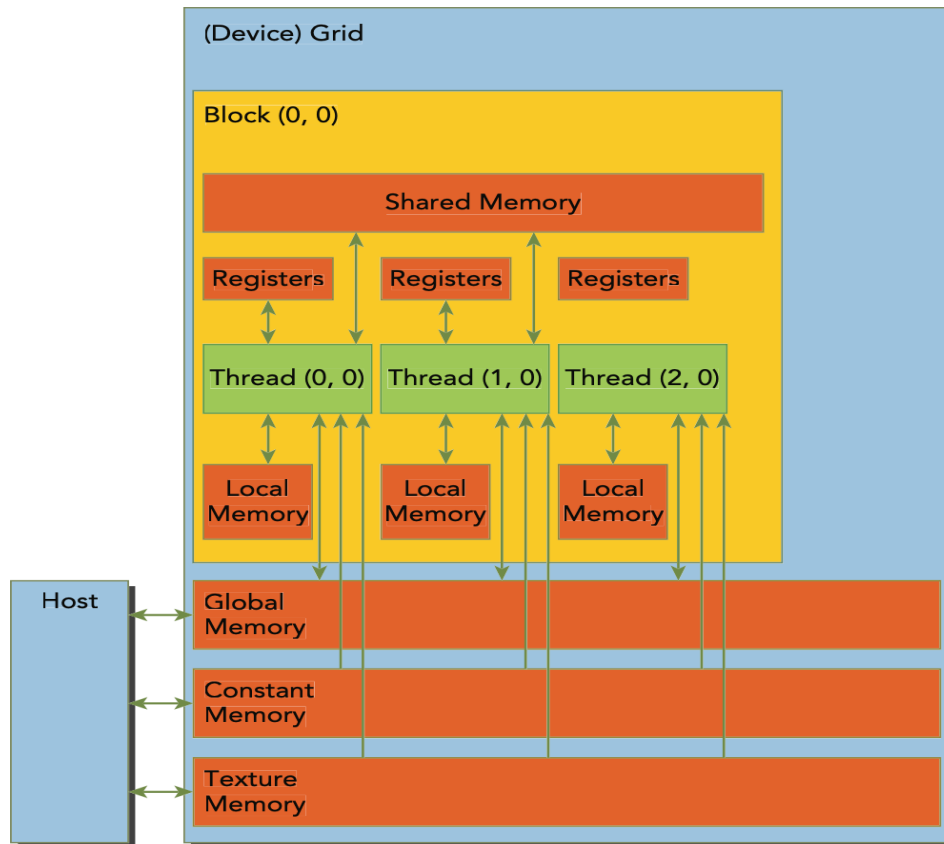 (Device) Grid
Block (0, 0)
Shared Memory
Registers
Registers
Registers
Thread (0, 0)
Thread (1, 0)
Thread (2, 0)
Local
Memory
Local
Memory
Local
Memory
Host
Global
Memory
Constant
Memory
Texture
Memory